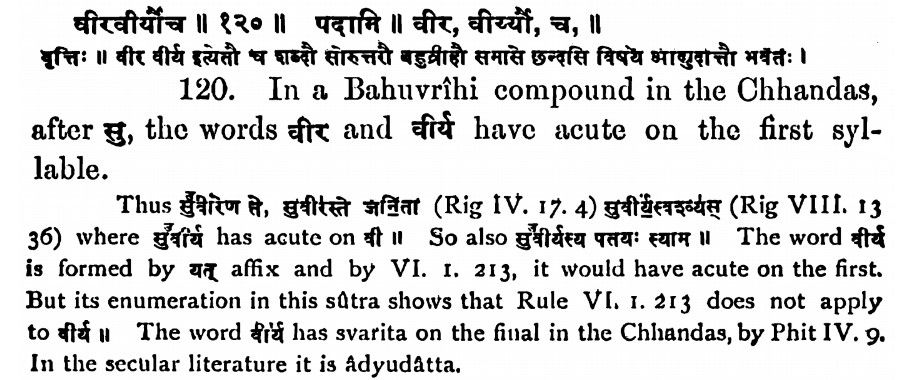 वीरवीर्यौच ॥ १२० ॥ पदामि ॥ वीर, वीर्य्यौ, च, ॥
वृत्तिः ॥ वीर वीर्य इत्येतौ च शब्दौ सोरुत्तरौ बहुव्रीहौ समासे छन्दसि विषये आद्युदात्तौ भवतः ।
120. In a Bahuvrîhi compound in the Chhandas,
after सु, the words वीर and वीर्य have acute on the first syl-
lable.
Thus ते, सुवीरस्ते जनिता (Rig IV. 17. 4) (Rig VIII. 13
36) where सुवीर्य has acute on वी ॥ So also सुवीर्यस्य पतयः स्याम ॥ The word वीर्य
is formed by यत् affix and by VI. 1. 213, it would have acute on the first.
But its enumeration in this sûtra shows that Rule VI. 1. 213 does not apply
to वीर्य ॥ The word वीर्य has svarita on the final in the Chhandas, by Phit IV. 9.
In the secular literature it is âdyudâtta.